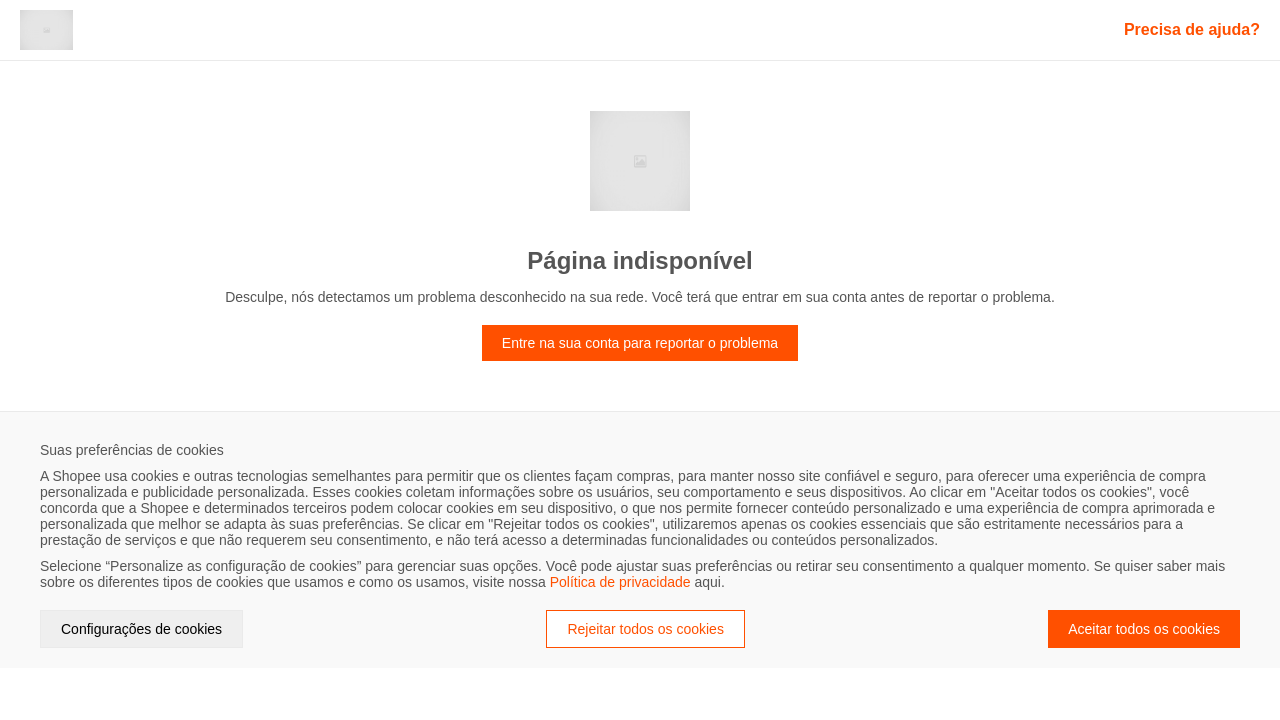 Precisa de ajuda?
Página indisponível
Desculpe, nós detectamos um problema desconhecido na sua rede. Você terá que entrar em sua conta antes de reportar o problema.
Entre na sua conta para reportar o problema
Suas preferências de cookies
A Shopee usa cookies e outras tecnologias semelhantes para permitir que os clientes façam compras, para manter nosso site confiável e seguro, para oferecer uma experiência de compra
personalizada e publicidade personalizada. Esses cookies coletam informações sobre os usuários, seu comportamento e seus dispositivos. Ao clicar em "Aceitar todos os cookies", você
concorda que a Shopee e determinados terceiros podem colocar cookies em seu dispositivo, o que nos permite fornecer conteúdo personalizado e uma experiência de compra aprimorada e
personalizada que melhor se adapta às suas preferências. Se clicar em "Rejeitar todos os cookies", utilizaremos apenas os cookies essenciais que são estritamente necessários para a
prestação de serviços e que não requerem seu consentimento, e não terá acesso a determinadas funcionalidades ou conteúdos personalizados.
Selecione “Personalize as configuração de cookies” para gerenciar suas opções. Você pode ajustar suas preferências ou retirar seu consentimento a qualquer momento. Se quiser saber mais
sobre os diferentes tipos de cookies que usamos e como os usamos, visite nossa Política de privacidade aqui.
Configurações de cookies
Rejeitar todos os cookies
Aceitar todos os cookies